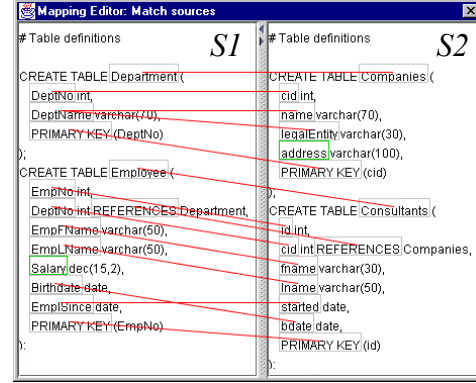 Mapping Editor: Match sources
# Table definitions S1
CREATE TABLE Department (
DeptNo int,
DeptName varchar(70),
PRIMARY KEY (DeptNo)
);
CREATE TABLE Employee (
EmpNo int,
DeptNo int REFERENCES Department,
EmpFName varchar(50),
EmpLName varchar(50),
Salary dec(15,2),
Birthdate date,
EmplSince date,
PRIMARY KEY (EmpNo)
);
# Table definitions S2
CREATE TABLE Companies (
cid int,
name varchar(70),
legalEntity varchar(30),
address varchar(100),
PRIMARY KEY (cid)
);
CREATE TABLE Consultants (
id int,
cid int REFERENCES Companies,
fname varchar(30),
lname varchar(50),
started date,
bdate date,
PRIMARY KEY (id)
);